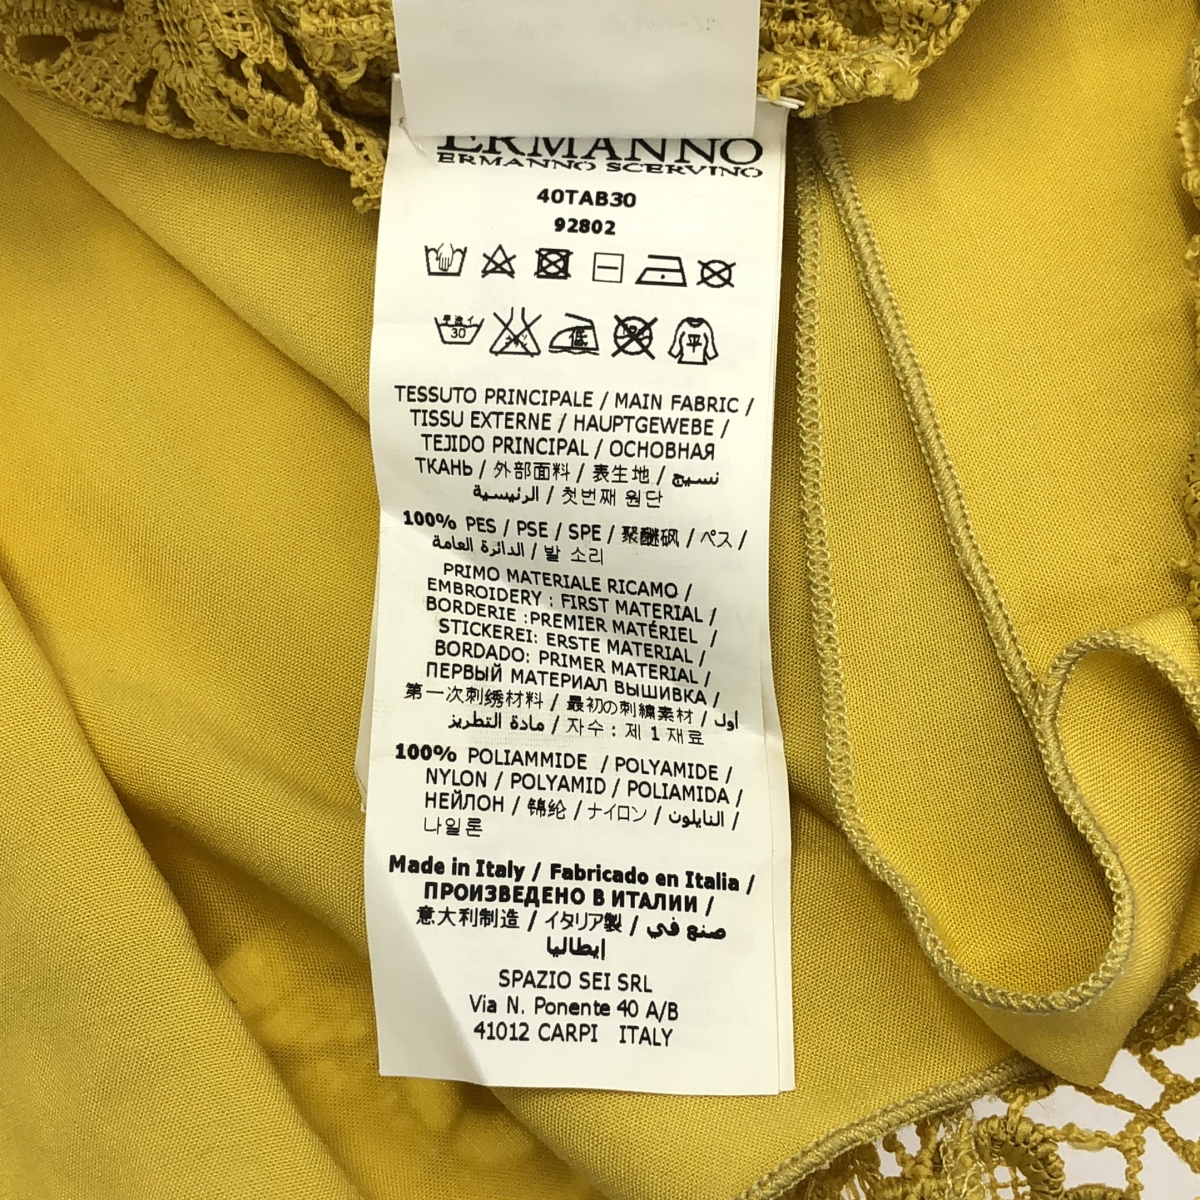 ERMANNO
ERMANNO SCERVINO
40TAB30
92802
30 低 平
TESSUTO PRINCIPALE / MAIN FABRIC /
TISSU EXTERNE / HAUPTGEWEBE /
TEJIDO PRINCIPAL / ОСНОВНАЯ
ТКАНЬ / 外部面料 / 表生地 / نسيج
الرئيسية / 첫번째 원단
100% PES / PSE / SPE / 聚醚砜 / ペス /
الدائرة العامة / 발 소리
PRIMO MATERIALE RICAMO /
EMBROIDERY : FIRST MATERIAL /
BORDERIE :PREMIER MATÉRIEL /
STICKEREI: ERSTE MATERIAL /
BORDADO: PRIMER MATERIAL /
ПЕРВЫЙ МАТЕРИАЛ ВЫШИВКА /
第一次刺绣材料 / 最初の刺繍素材 / أول
مادة التطريز / 자수 : 제 1 재료
100% POLIAMMIDE / POLYAMIDE /
NYLON / POLYAMID / POLIAMIDA /
НЕЙЛОН / 锦纶 / ナイロン / النايلون /
나일론
Made in Italy / Fabricado en Italia /
ПРОИЗВЕДЕНО В ИТАЛИИ /
意大利制造 / イタリア製 / صنع في
إيطاليا
SPAZIO SEI SRL
Via N. Ponente 40 A/B
41012 CARPI ITALY